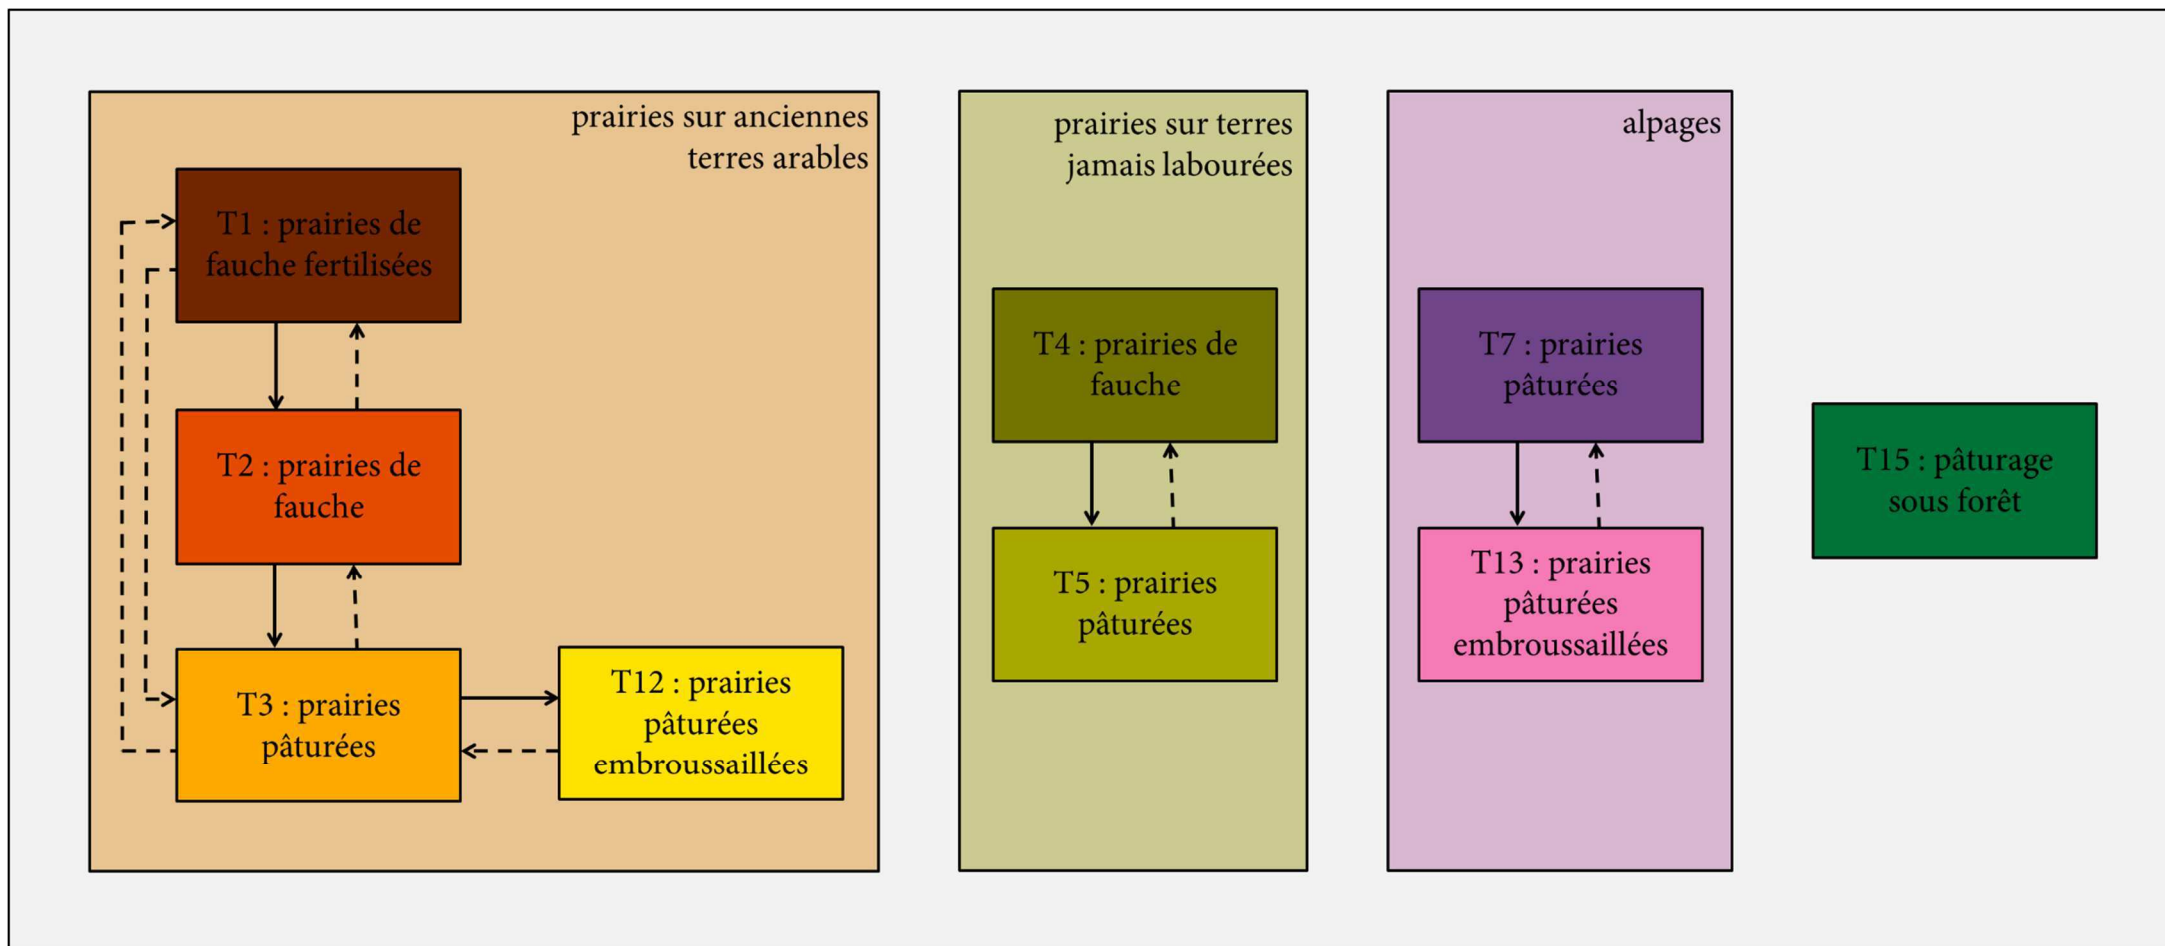 prairies sur anciennes
terres arables
T1 : prairies de
fauche fertilisées
T2 : prairies de
fauche
T3 : prairies
pâturées
T12 : prairies
pâturées
embroussaillées
prairies sur terres
jamais labourées
T4 : prairies de
fauche
T5 : prairies
pâturées
alpages
T7 : prairies
pâturées
T13 : prairies
pâturées
embroussaillées
T15 : pâturage
sous forêt